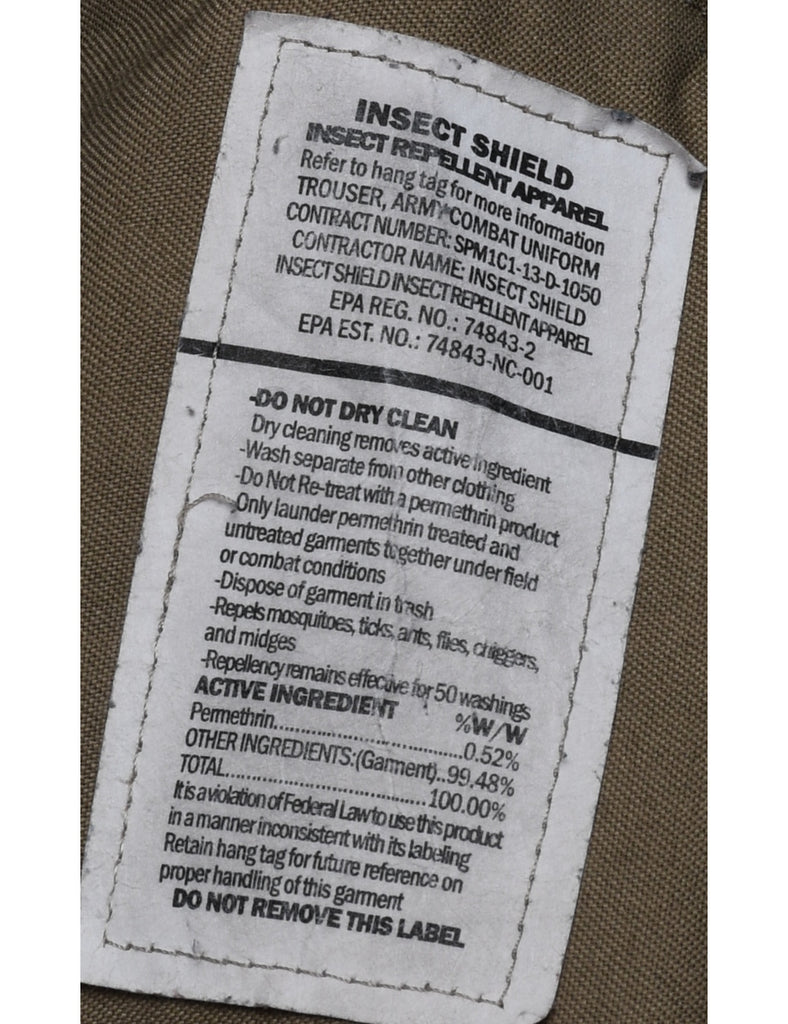 INSECT SHIELD
INSECT REPELLENT APPAREL
Refer to hang tag for more information
TROUSER, ARMY COMBAT UNIFORM
CONTRACT NUMBER: SPM1C1-13-D-1050
CONTRACTOR NAME: INSECT SHIELD
INSECT SHIELD INSECT REPELLENT APPAREL
EPA REG. NO.: 74843-2
EPA EST. NO.: 74843-NC-001
-DO NOT DRY CLEAN
Dry cleaning removes active ingredient
-Wash separate from other clothing
-Do Not Re-treat with a permethrin product
-Only launder permethrin treated and
untreated garments together under field
or combat conditions
-Dispose of garment in trash
-Repels mosquitoes, ticks, ants, flies, chiggers,
and midges
-Repellency remains effective for 50 washings
ACTIVE INGREDIENT %W/W
Permethrin..............................0.52%
OTHER INGREDIENTS:(Garment)..99.48%
TOTAL................................100.00%
It is a violation of Federal Law to use this product
in a manner inconsistent with its labeling
Retain hang tag for future reference on
proper handling of this garment
DO NOT REMOVE THIS LABEL